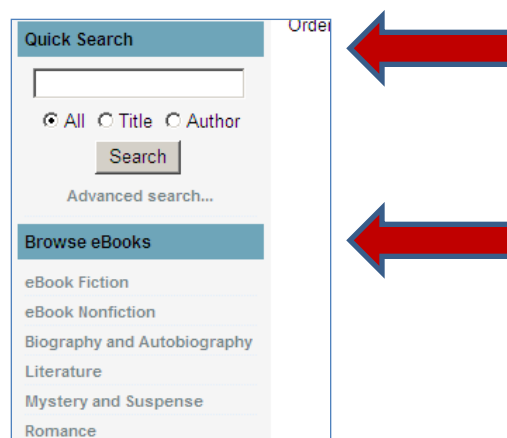 Quick Search
All Title Author
Search
Advanced search...
Browse eBooks
eBook Fiction
eBook Nonfiction
Biography and Autobiography
Literature
Mystery and Suspense
Romance